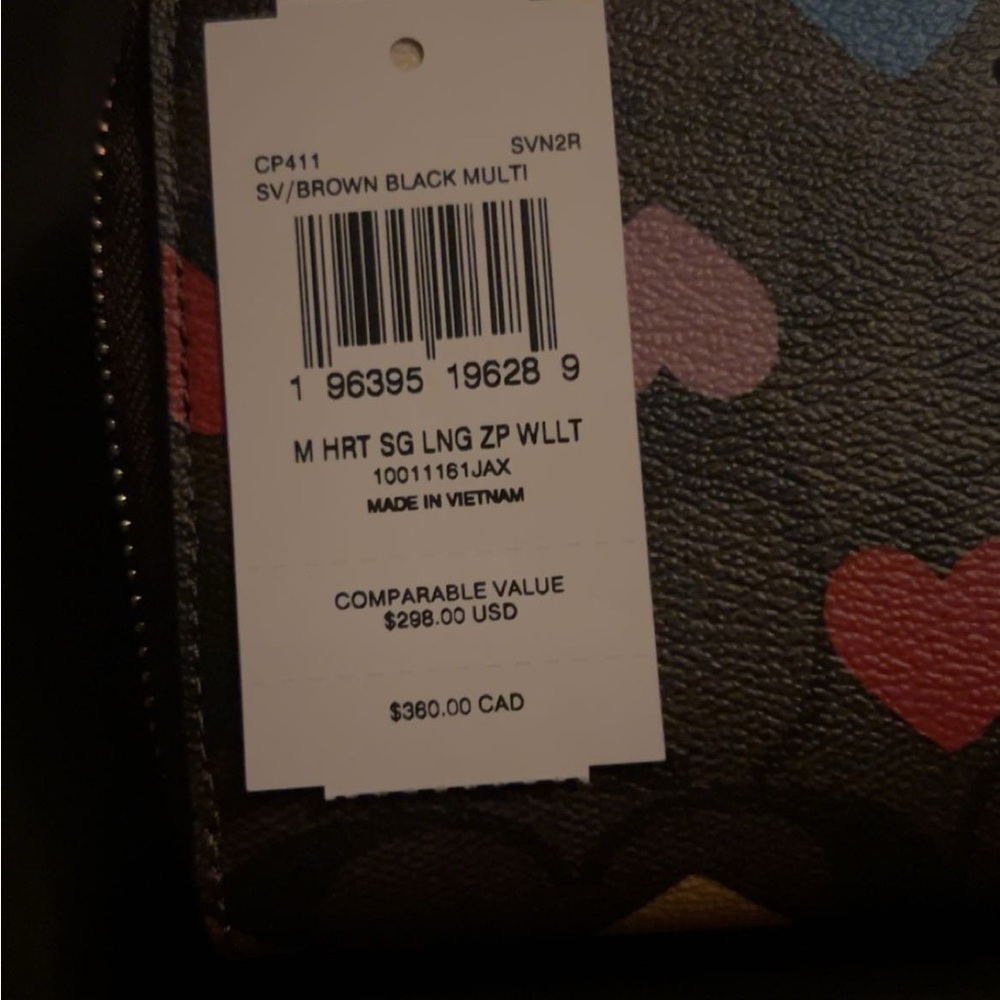 CP411 SVN2R
SV/BROWN BLACK MULTI
1 96395 19628 9
M HRT SG LNG ZP WLLT
10011161JAX
MADE IN VIETNAM
COMPARABLE VALUE
$298.00 USD
$360.00 CAD